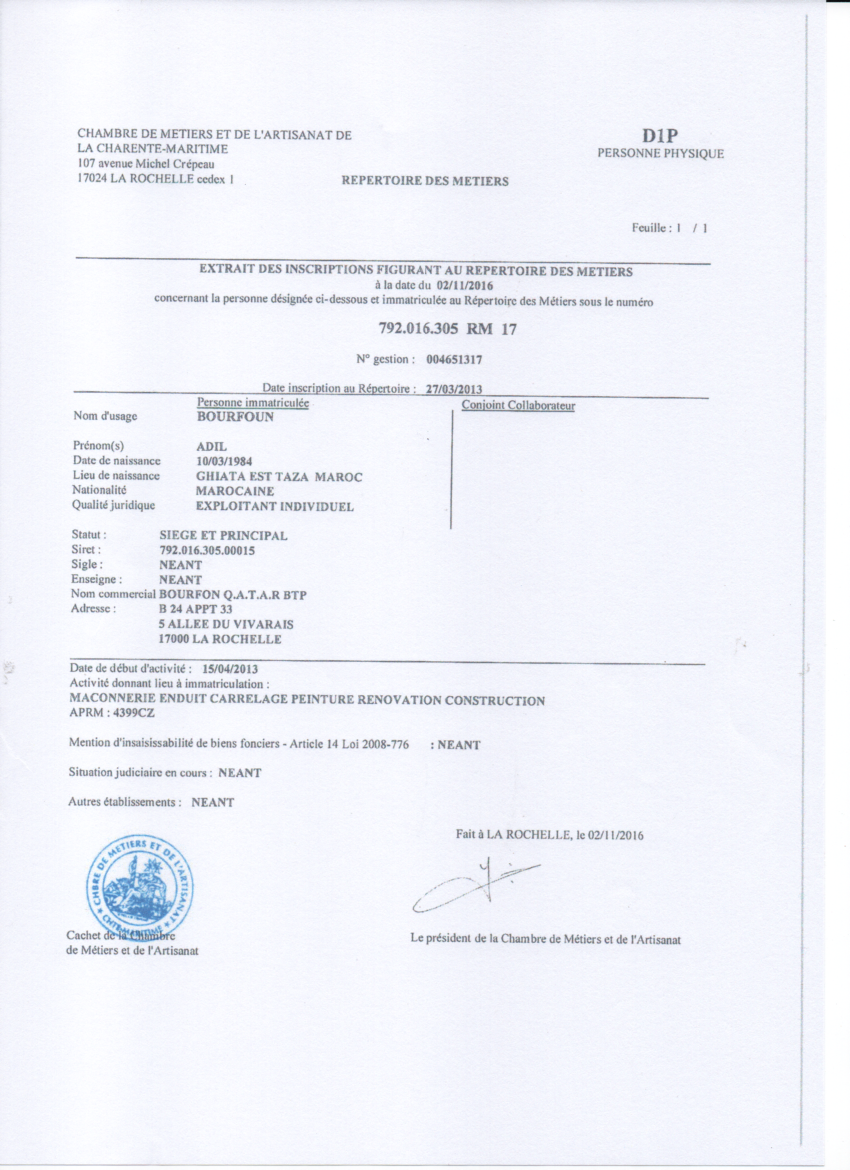 CHAMBRE DE METIERS ET DE L'ARTISANAT DE
LA CHARENTE-MARITIME
107 avenue Michel Crépeau
17024 LA ROCHELLE cedex 1
D1P
PERSONNE PHYSIQUE
REPERTOIRE DES METIERS
Feuille : 1 / 1
EXTRAIT DES INSCRIPTIONS FIGURANT AU REPERTOIRE DES METIERS
à la date du 02/11/2016
concernant la personne désignée ci-dessous et immatriculée au Répertoire des Métiers sous le numéro
792.016.305 RM 17
N° gestion : 004651317
Date inscription au Répertoire : 27/03/2013
Personne immatriculée
Conjoint Collaborateur
Nom d'usage BOURFOUN
Prénom(s) ADIL
Date de naissance 10/03/1984
Lieu de naissance GHIATA EST TAZA MAROC
Nationalité MAROCAINE
Qualité juridique EXPLOITANT INDIVIDUEL
Statut : SIEGE ET PRINCIPAL
Siret : 792.016.305.00015
Sigle : NEANT
Enseigne : NEANT
Nom commercial BOURFON Q.A.T.A.R BTP
Adresse : B 24 APPT 33
5 ALLEE DU VIVARAIS
17000 LA ROCHELLE
Date de début d'activité : 15/04/2013
Activité donnant lieu à immatriculation :
MACONNERIE ENDUIT CARRELAGE PEINTURE RENOVATION CONSTRUCTION
APRM : 4399CZ
Mention d'insaisissabilité de biens fonciers - Article 14 Loi 2008-776 : NEANT
Situation judiciaire en cours : NEANT
Autres établissements : NEANT
Fait à LA ROCHELLE, le 02/11/2016
CHBRE DE METIERS ET DE L'ARTISANAT
CHTE MARITIME
Cachet de la Chambre
de Métiers et de l'Artisanat
Le président de la Chambre de Métiers et de l'Artisanat